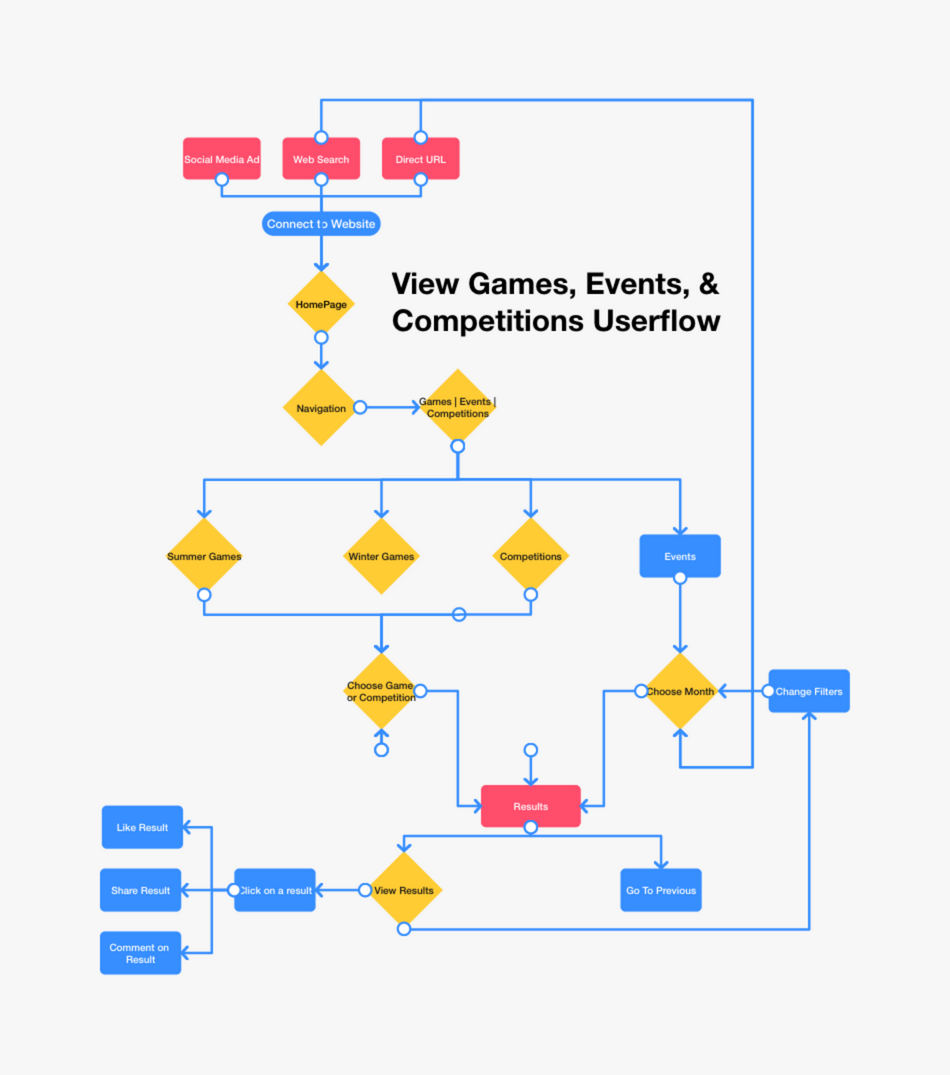 Social Media Ad
Web Search
Direct URL
Connect to Website
View Games, Events, &
Competitions Userflow
HomePage
Navigation
Games | Events |
Competitions
Summer Games
Winter Games
Competitions
Events
Choose Game
or Competition
Choose Month
Change Filters
Results
Like Result
Share Result
Click on a result
View Results
Go To Previous
Comment on
Result